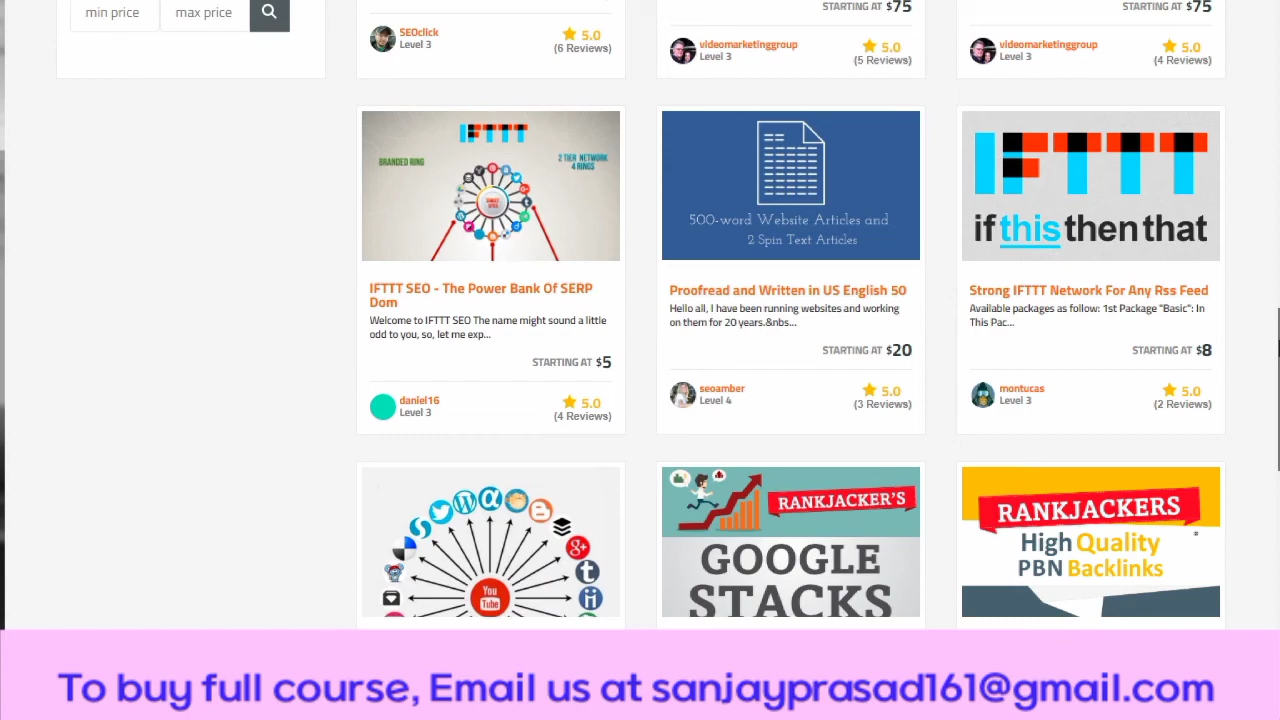 min price
max price
SEOclick
Level 3
5.0
(6 Reviews)
STARTING AT $75
videomarketinggroup
Level 3
5.0
(5 Reviews)
STARTING AT $75
videomarketinggroup
Level 3
5.0
(4 Reviews)
IFTTT
BRANDED RING
2 TIER NETWORK
4 RINGS
IFTTT SEO - The Power Bank Of SERP
Dom
Welcome to IFTTT SEO The name might sound a little
odd to you, so, let me exp...
STARTING AT $5
daniel16
Level 3
5.0
(4 Reviews)
500-word Website Articles and
2 Spin Text Articles
Proofread and Written in US English 50
Hello all, I have been running websites and working
on them for 20 years.&nbs...
STARTING AT $20
seoamber
Level 4
5.0
(3 Reviews)
IFTTT
if this then that
Strong IFTTT Network For Any Rss Feed
Available packages as follow: 1st Package "Basic": In
This Pac...
STARTING AT $8
montucas
Level 3
5.0
(2 Reviews)
You
Tube
RANKJACKER'S
GOOGLE
STACKS
RANKJACKERS
High Quality
PBN Backlinks
To buy full course, Email us at sanjayprasad161@gmail.com